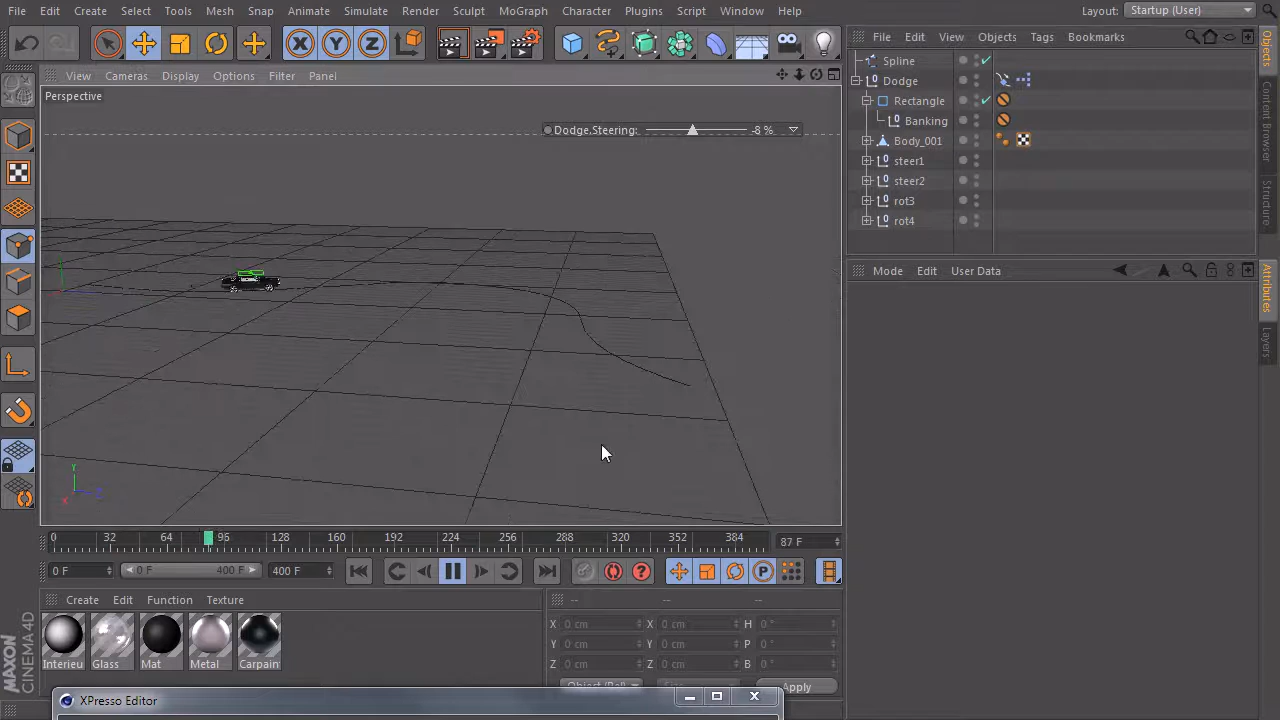 File Edit Create Select Tools Mesh Snap Animate Simulate Render Sculpt MoGraph Character Plugins Script Window Help Layout: Startup (User)
X Y Z
File Edit View Objects Tags Bookmarks
Objects
Content Browser
Structure
Spline
Dodge
Rectangle
Banking
Body_001
steer1
steer2
rot3
rot4
View Cameras Display Options Filter Panel
Perspective
Dodge.Steering: -8 %
Mode Edit User Data
Attributes
Layers
Y
X Z
0 32 64 96 128 160 192 224 256 288 320 352 384 87 F
0 F 0 F 400 F 400 F
P
Create Edit Function Texture
-- -- --
X 0 cm X 0 cm H 0 °
Y 0 cm Y 0 cm P 0 °
Z 0 cm Z 0 cm B 0 °
Apply
Interieu Glass Mat Metal Carpain
MAXON
CINEMA 4D
XPresso Editor